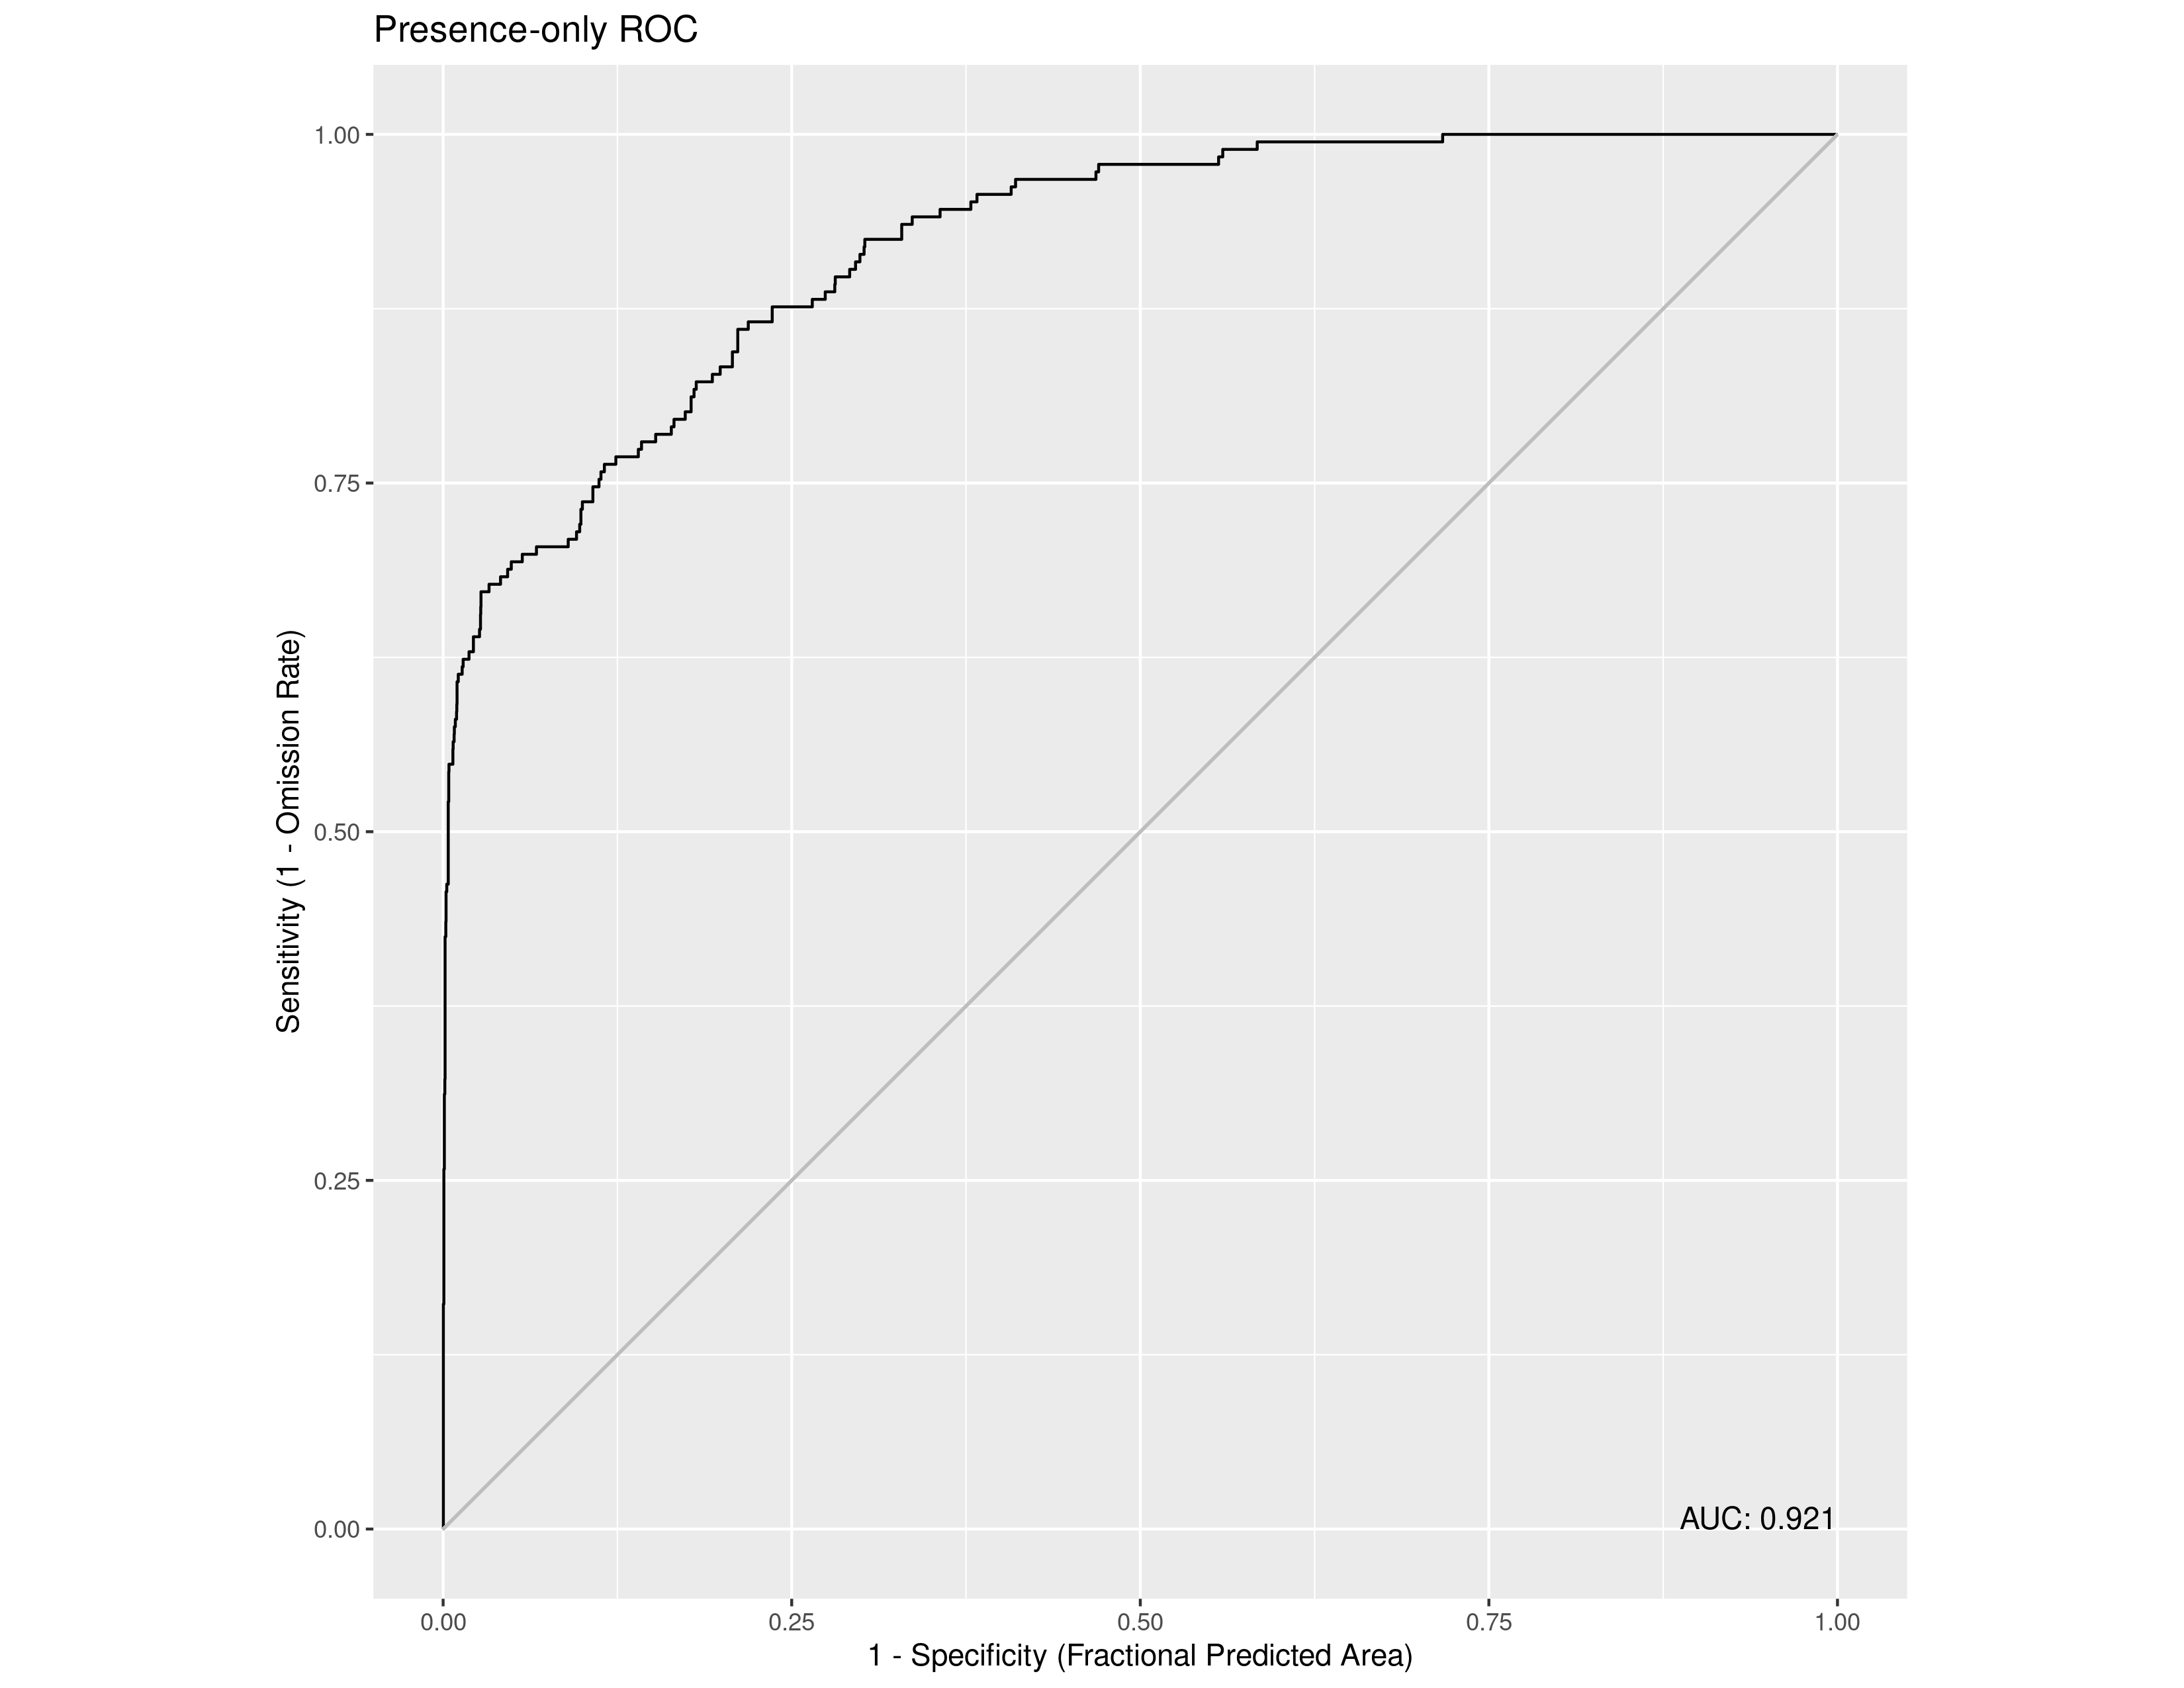 Presence-only ROC
Sensitivity (1 - Omission Rate)
1.00
0.75
0.50
0.25
0.00
AUC: 0.921
0.00 0.25 0.50 0.75 1.00
1 - Specificity (Fractional Predicted Area)